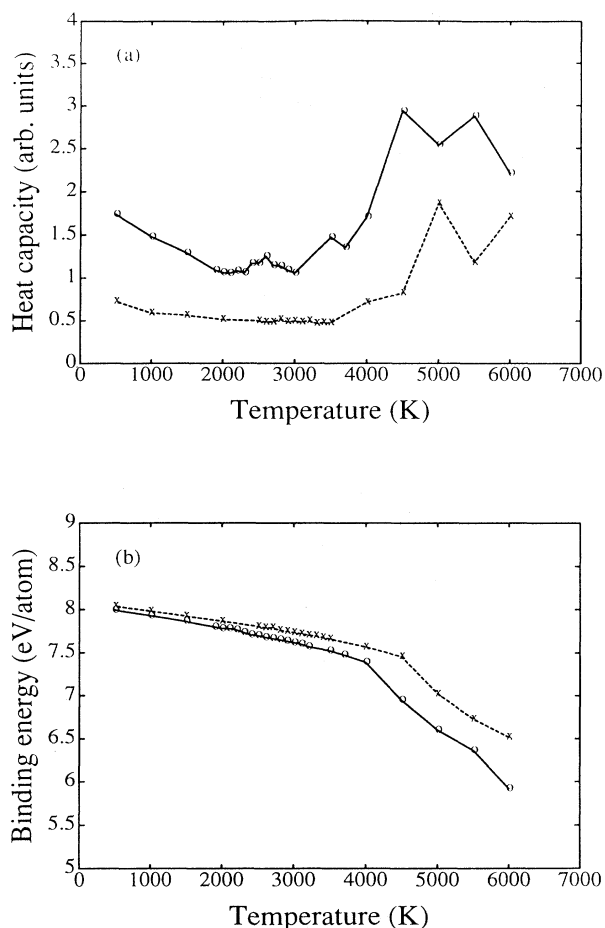 4
(a)
3
2.5
2
1.5
1
0.5
0
0 1000 2000 3000 4000 5000 6000 7000
Heat capacity (arb. units)
Temperature (K)
9
(b)
8.5
8
7.5
7
6.5
6
5.5
5
0 1000 2000 3000 4000 5000 6000 7000
Binding energy (eV/atom)
Temperature (K)